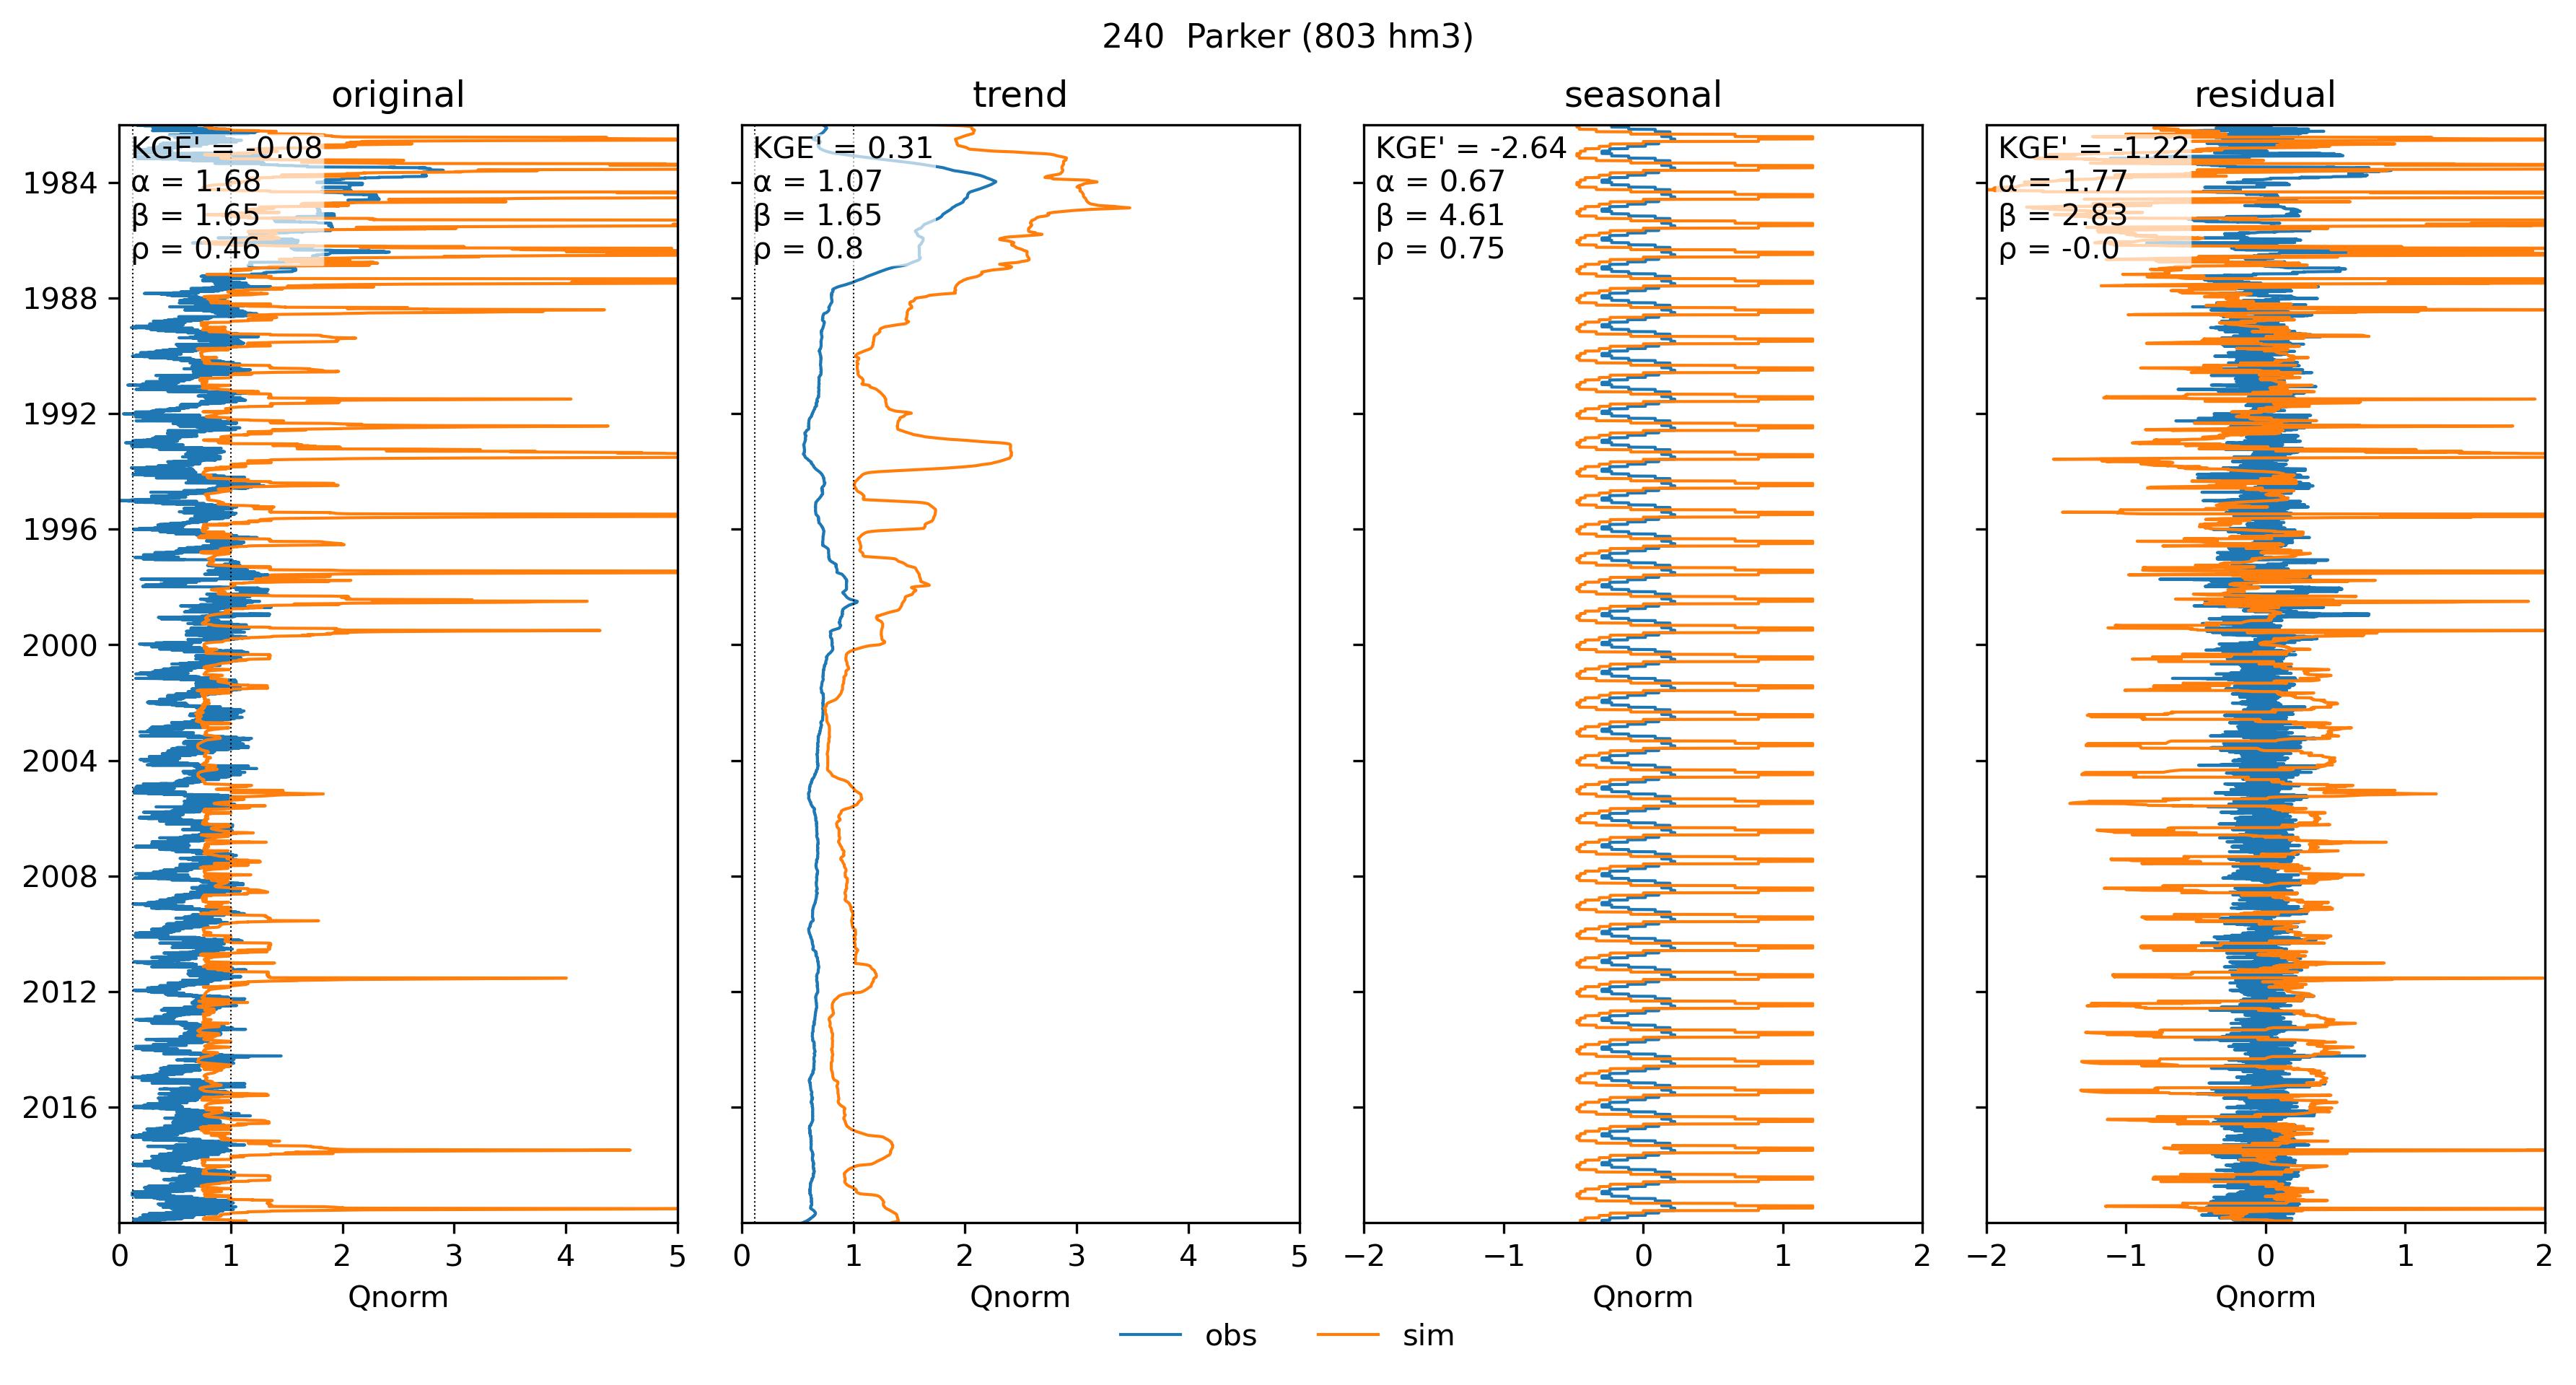 240  Parker (803 hm3)
original
KGE' = -0.08
α = 1.68
β = 1.65
ρ = 0.46
1984
1988
1992
1996
2000
2004
2008
2012
2016
0 1 2 3 4 5
Qnorm
trend
KGE' = 0.31
α = 1.07
β = 1.65
ρ = 0.8
0 1 2 3 4 5
Qnorm
seasonal
KGE' = -2.64
α = 0.67
β = 4.61
ρ = 0.75
−2 −1 0 1 2
Qnorm
residual
KGE' = -1.22
α = 1.77
β = 2.83
ρ = -0.0
−2 −1 0 1 2
Qnorm
obs sim